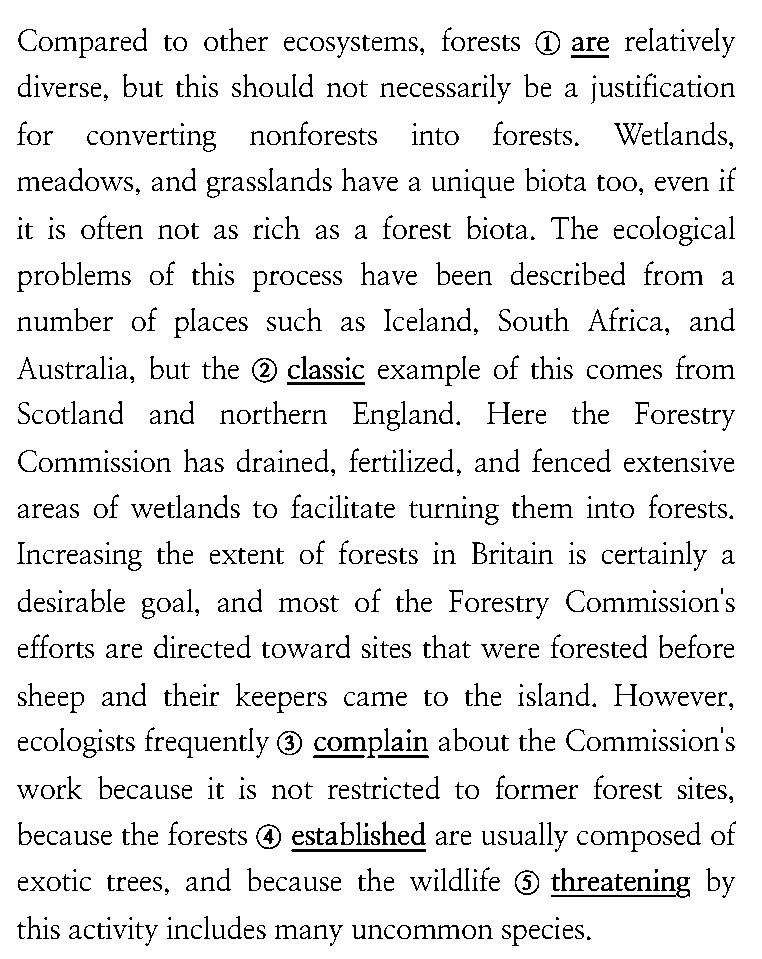 Compared to other ecosystems, forests ① are relatively
diverse, but this should not necessarily be a justification
for converting nonforests into forests. Wetlands,
meadows, and grasslands have a unique biota too, even if
it is often not as rich as a forest biota. The ecological
problems of this process have been described from a
number of places such as Iceland, South Africa, and
Australia, but the ② classic example of this comes from
Scotland and northern England. Here the Forestry
Commission has drained, fertilized, and fenced extensive
areas of wetlands to facilitate turning them into forests.
Increasing the extent of forests in Britain is certainly a
desirable goal, and most of the Forestry Commission's
efforts are directed toward sites that were forested before
sheep and their keepers came to the island. However,
ecologists frequently ③ complain about the Commission's
work because it is not restricted to former forest sites,
because the forests ④ established are usually composed of
exotic trees, and because the wildlife ⑤ threatening by
this activity includes many uncommon species.